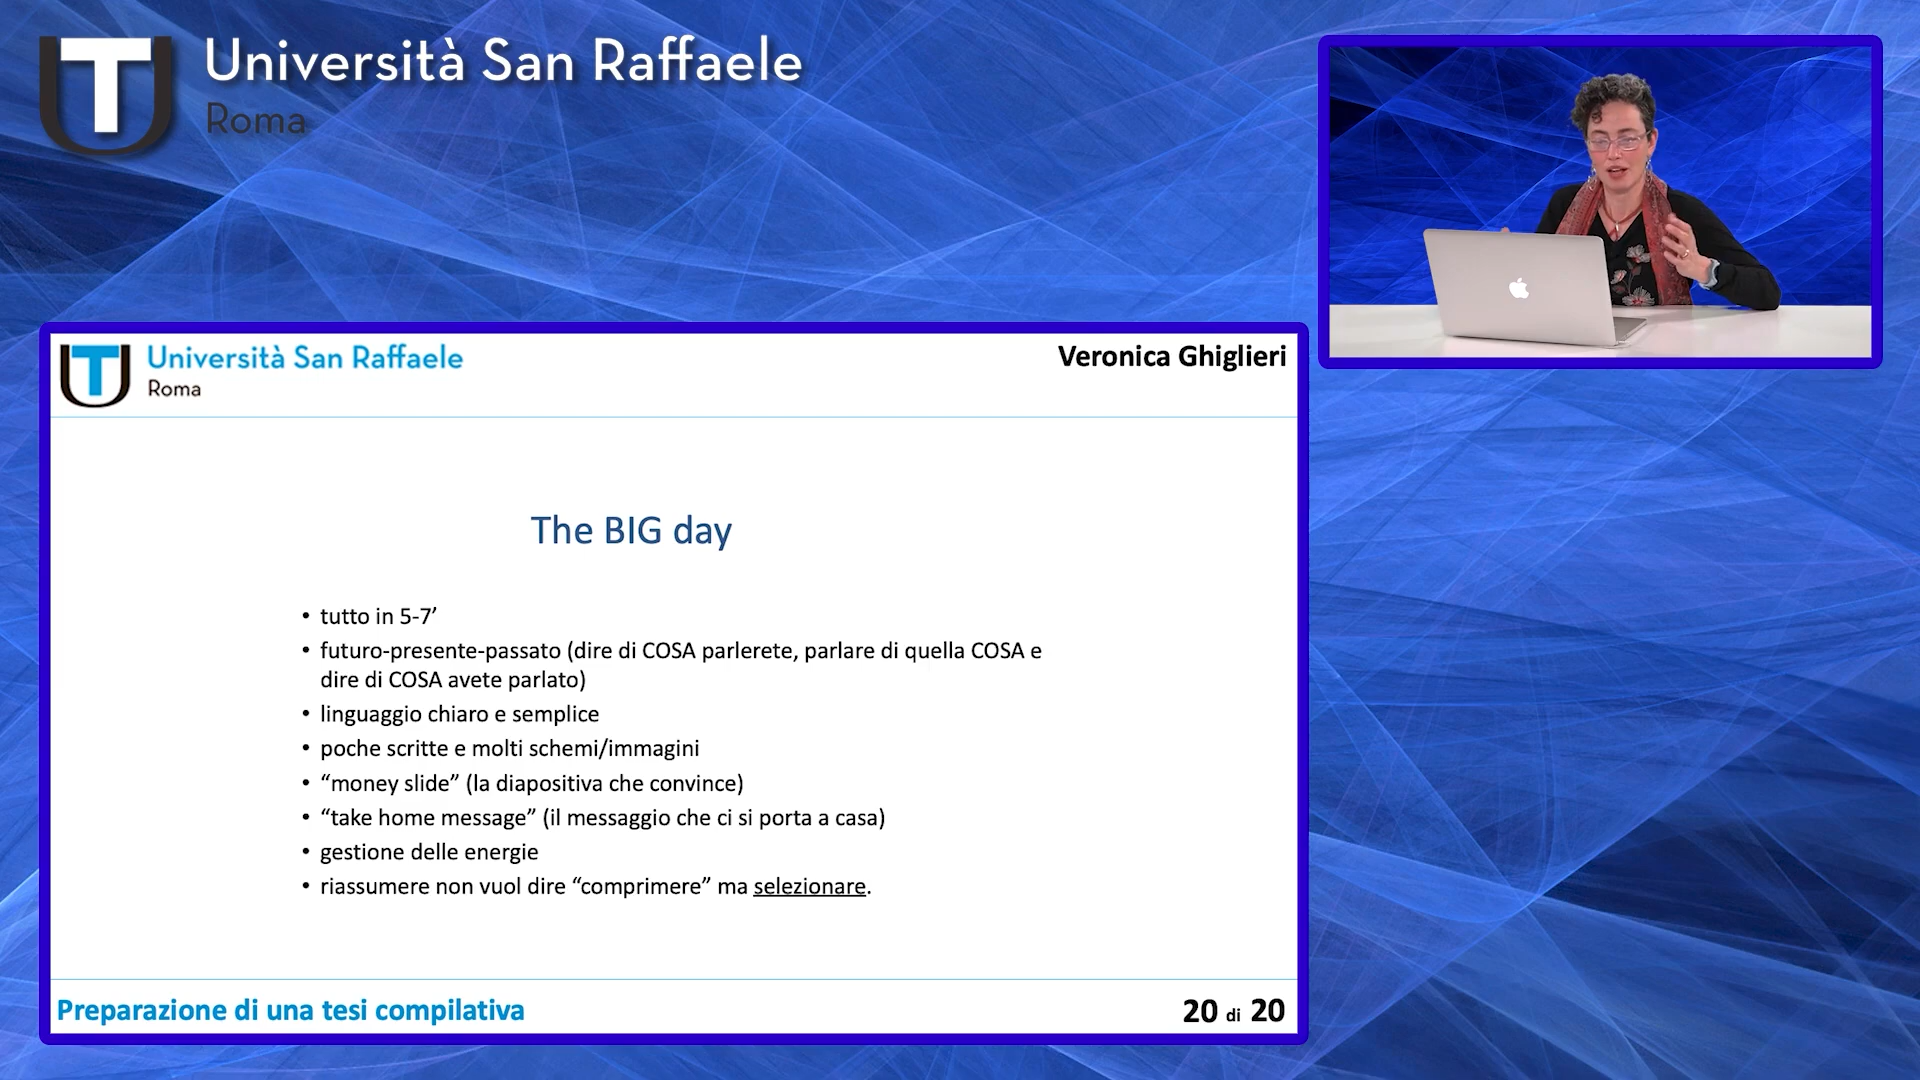 Università San Raffaele
Roma
Università San Raffaele
Roma
Veronica Ghiglieri
The BIG day
• tutto in 5-7’
• futuro-presente-passato (dire di COSA parlerete, parlare di quella COSA e
dire di COSA avete parlato)
• linguaggio chiaro e semplice
• poche scritte e molti schemi/immagini
• “money slide” (la diapositiva che convince)
• “take home message” (il messaggio che ci si porta a casa)
• gestione delle energie
• riassumere non vuol dire “comprimere” ma selezionare.
Preparazione di una tesi compilativa
20 di 20